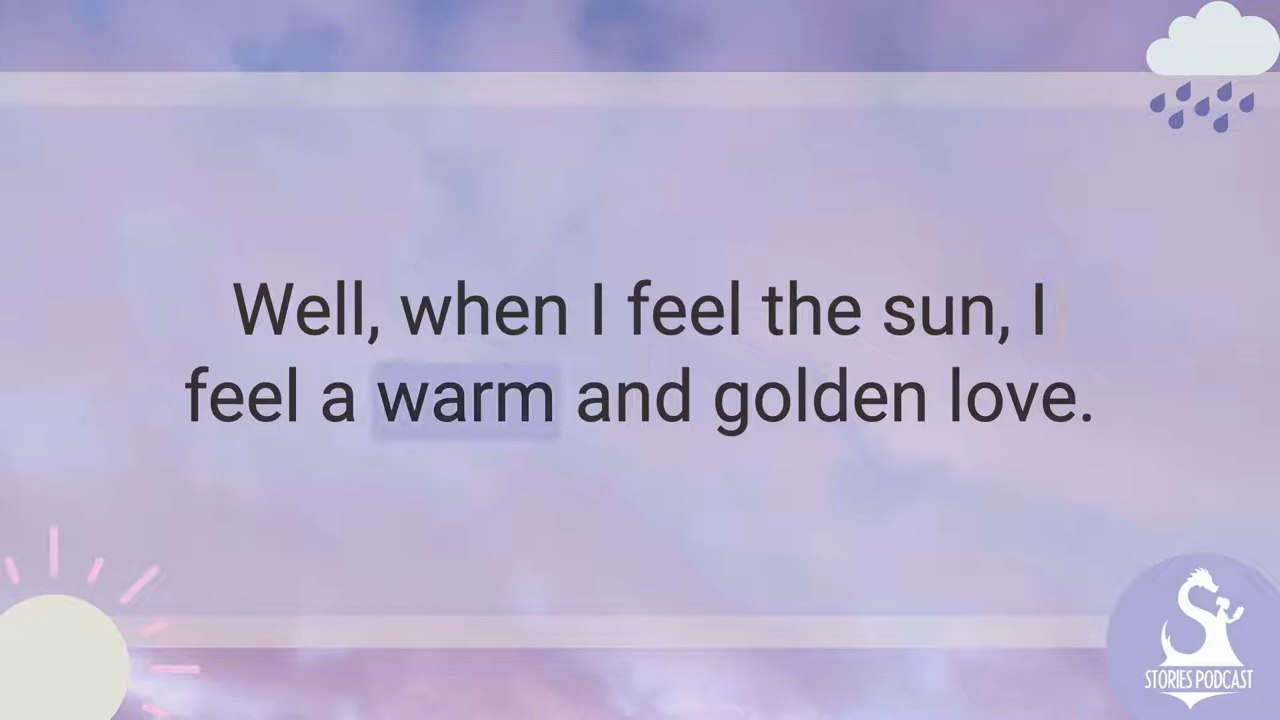 Well, when I feel the sun, I
feel a warm and golden love.
STORIES PODCAST